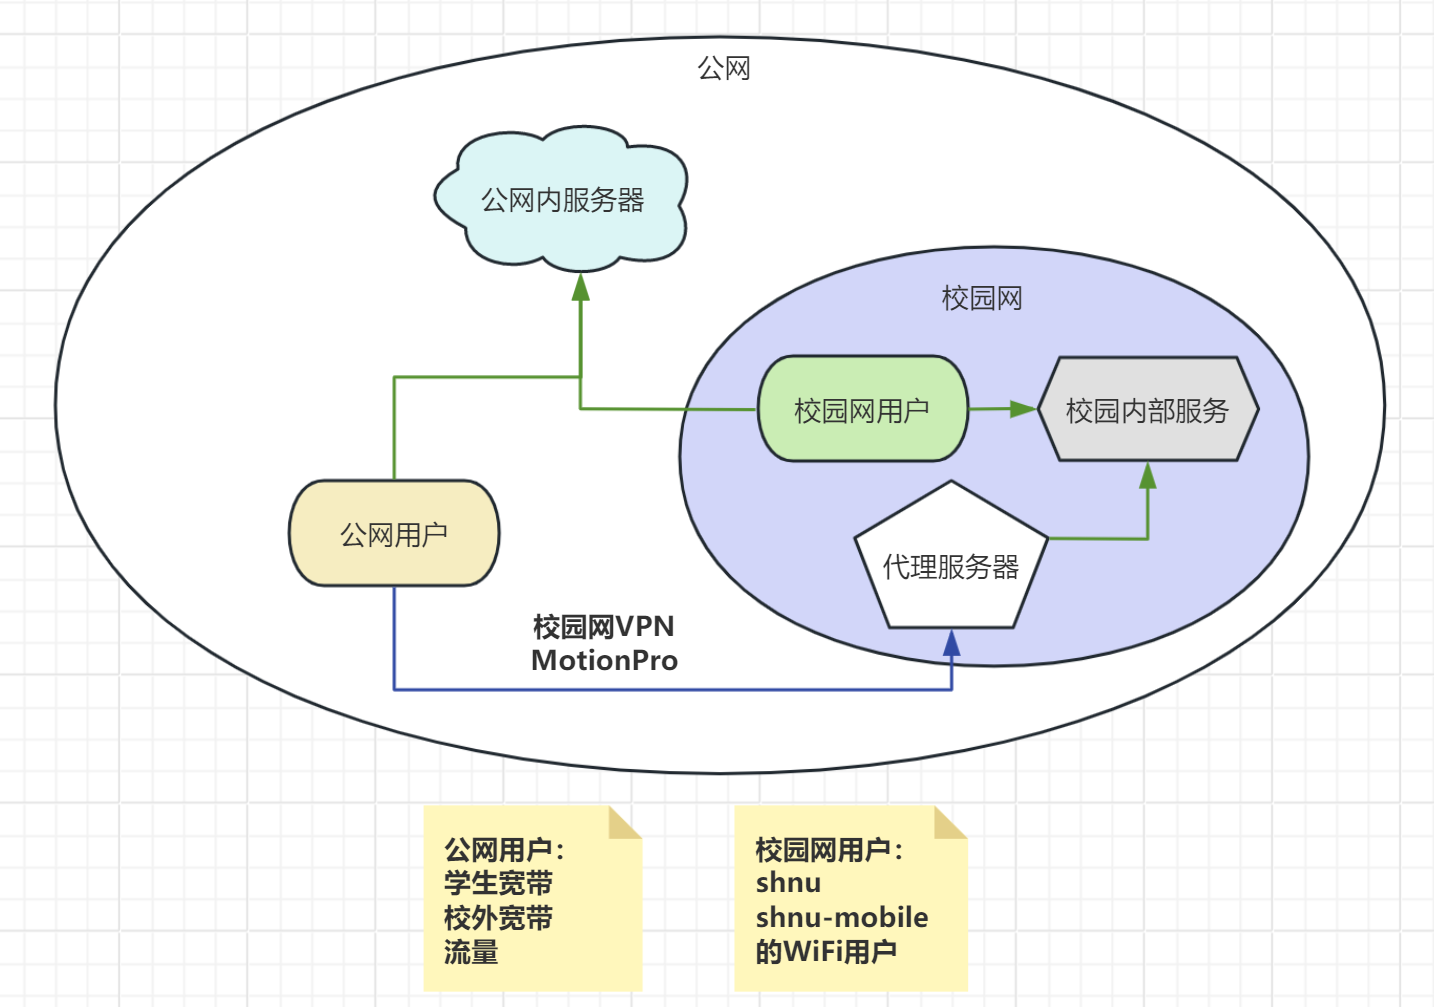 公网
公网内服务器
校园网
校园网用户
校园内部服务
公网用户
代理服务器
校园网VPN
MotionPro
公网用户：
学生宽带
校外宽带
流量
校园网用户：
shnu
shnu-mobile
的WiFi用户